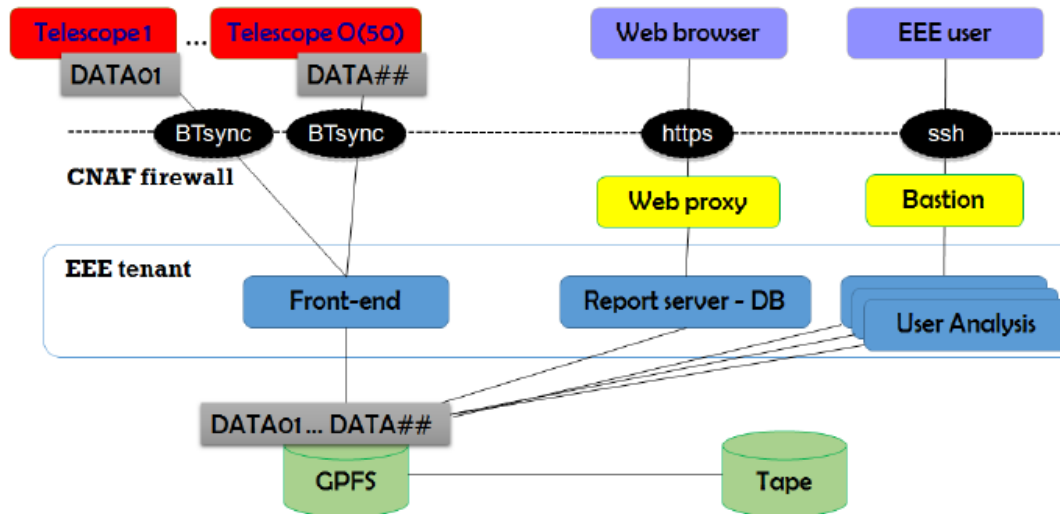 Telescope 1 ... Telescope O(50) Web browser EEE user
DATA01 DATA##
BTsync BTsync https ssh
CNAF firewall
Web proxy Bastion
EEE tenant
Front-end Report server - DB
User Analysis
DATA01 ... DATA##
GPFS Tape